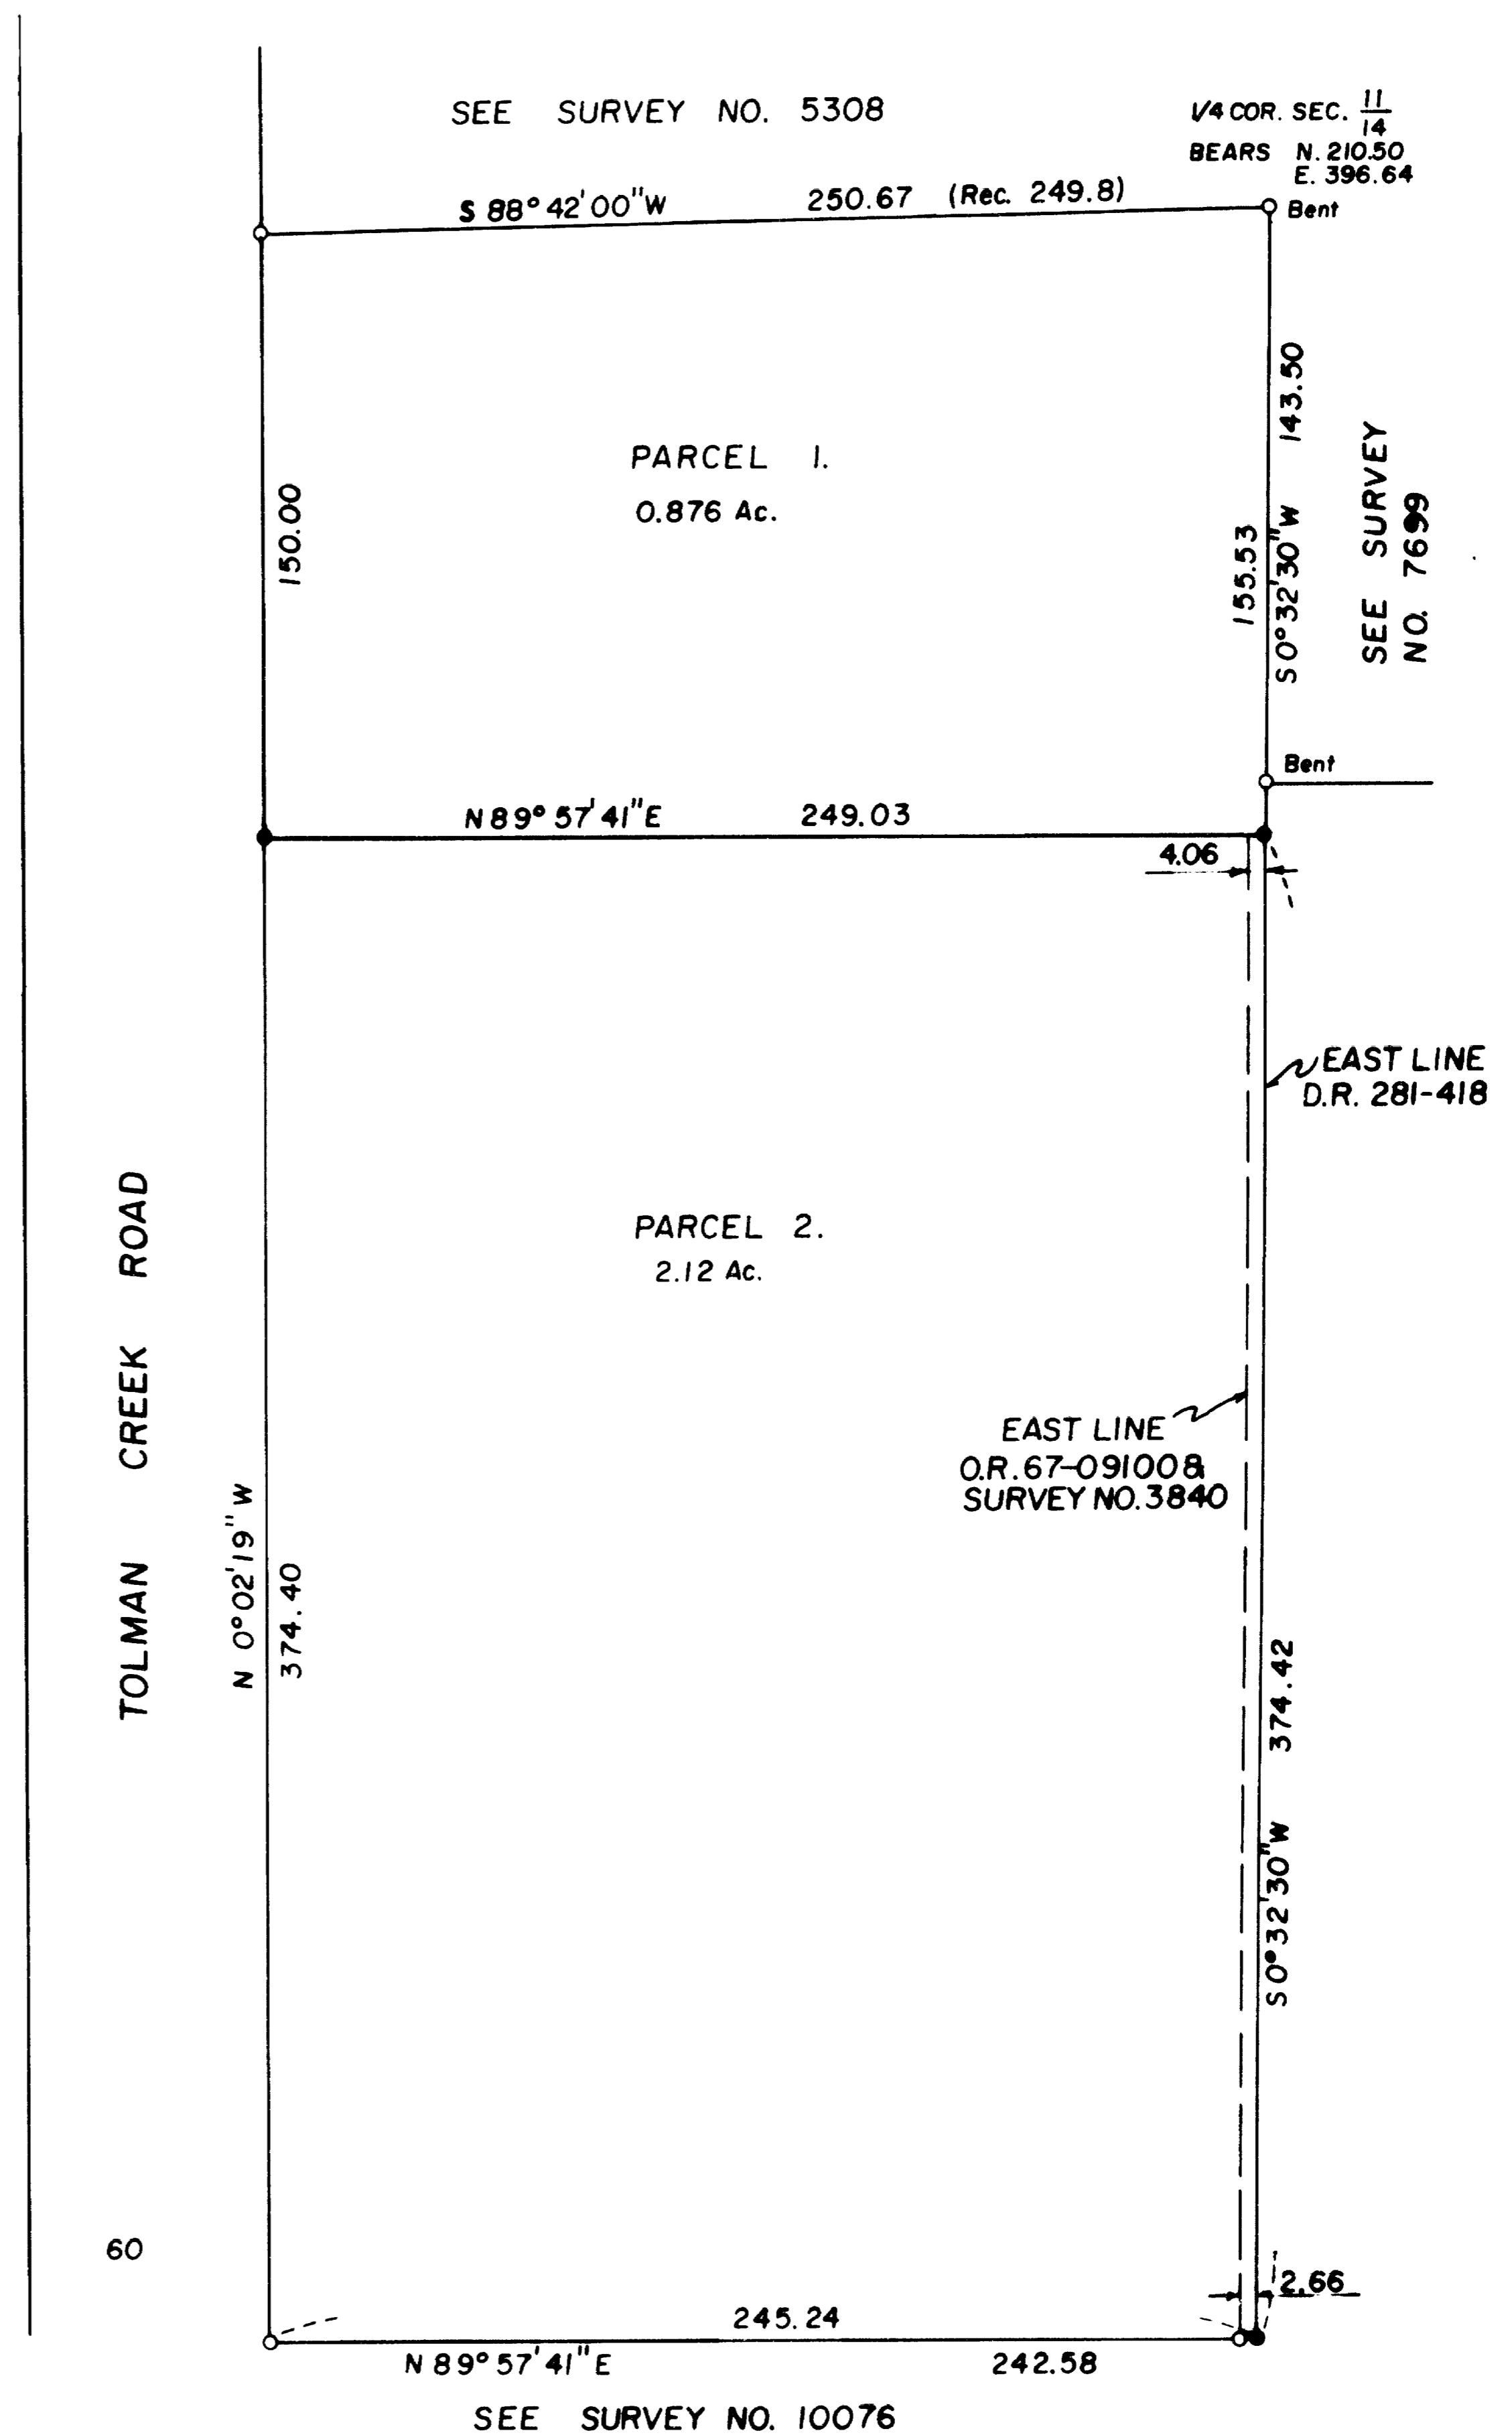 SEE SURVEY NO. 5308
1/4 COR. SEC. 11/14
BEARS N. 210.50
E. 396.64
S 88° 42' 00" W 250.67 (Rec. 249.8)
Bent
143.50
PARCEL 1.
0.876 Ac.
150.00
155.53
S 0° 32' 30" W
SEE SURVEY
NO. 7699
Bent
N 89° 57' 41" E 249.03
4.06
EAST LINE
D.R. 281-418
PARCEL 2.
2.12 Ac.
TOLMAN CREEK ROAD
EAST LINE
O.R. 67-09100 &
SURVEY NO. 3840
N 0° 02' 19" W
374.40
374.42
S 0° 32' 30" W
60
2.66
245.24
N 89° 57' 41" E 242.58
SEE SURVEY NO. 10076